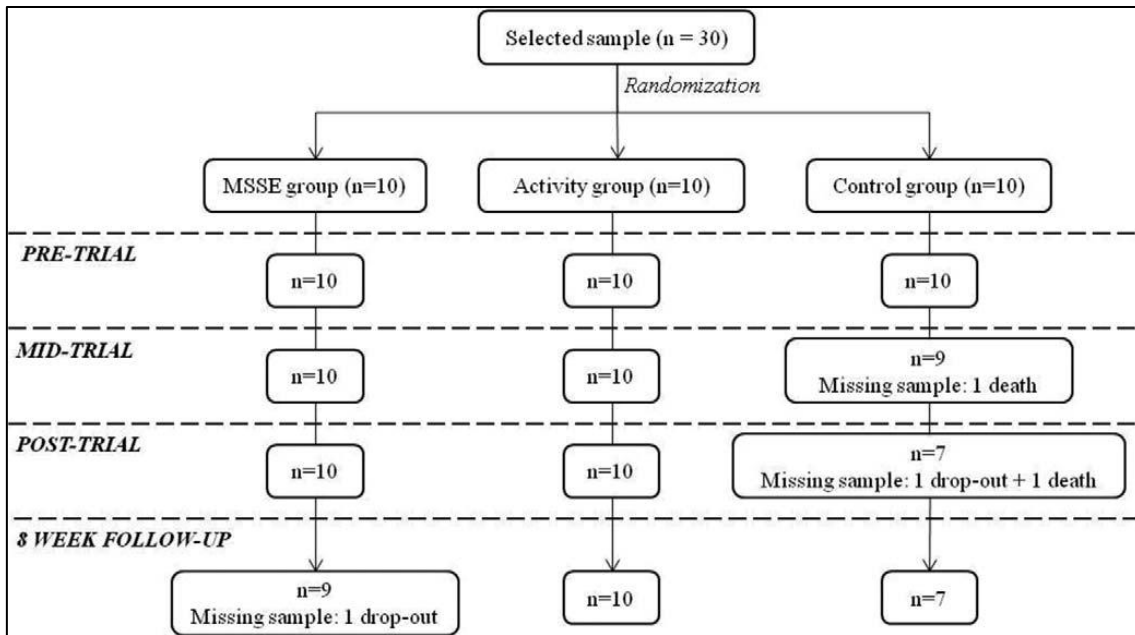 Selected sample (n = 30)
Randomization
MSSE group (n=10)
Activity group (n=10)
Control group (n=10)
PRE-TRIAL
n=10
n=10
n=10
MID-TRIAL
n=10
n=10
n=9
Missing sample: 1 death
POST-TRIAL
n=10
n=10
n=7
Missing sample: 1 drop-out + 1 death
8 WEEK FOLLOW-UP
n=9
Missing sample: 1 drop-out
n=10
n=7